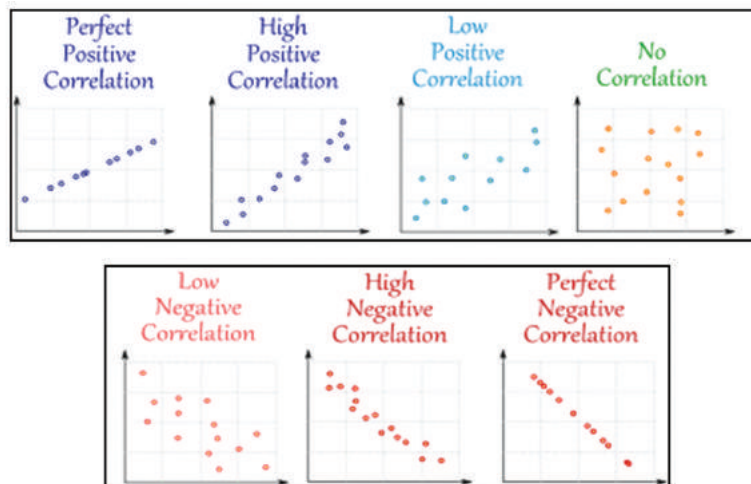 Perfect
Positive
Correlation
High
Positive
Correlation
Low
Positive
Correlation
No
Correlation
Low
Negative
Correlation
High
Negative
Correlation
Perfect
Negative
Correlation